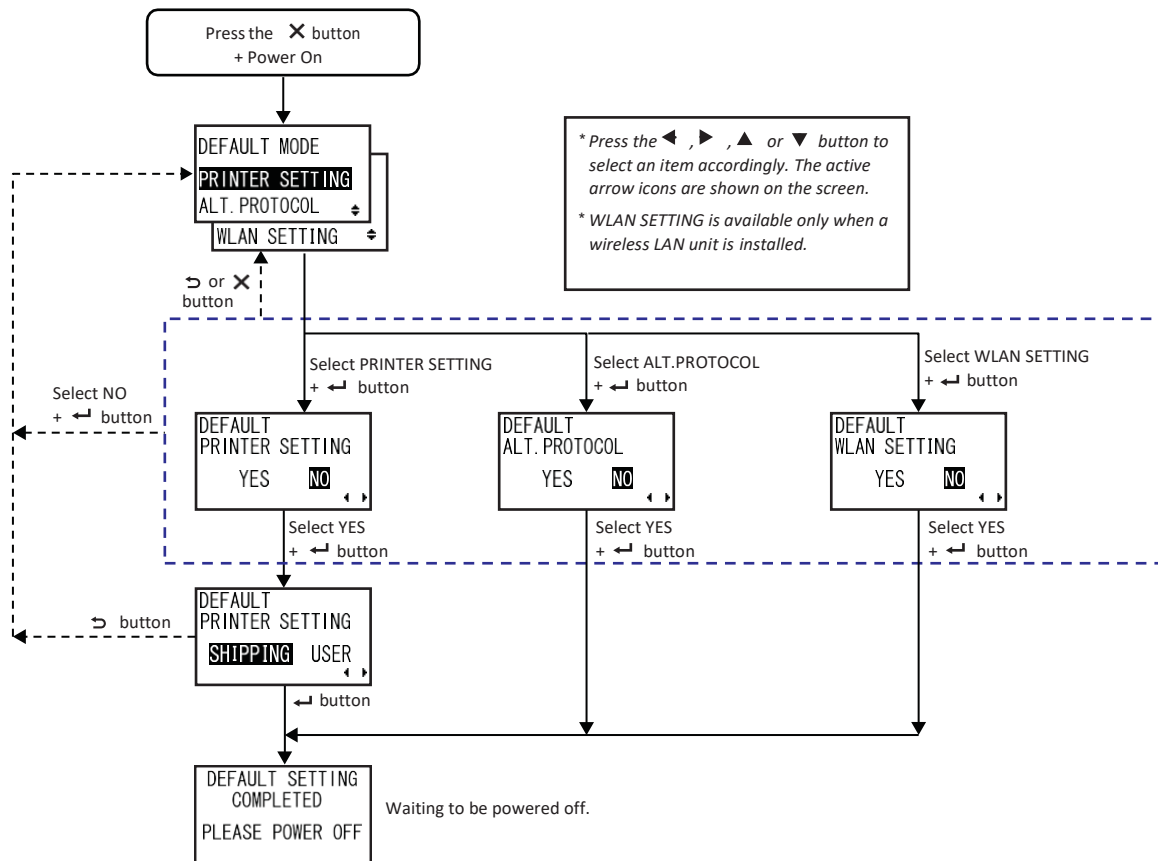 Press the ✕ button
+ Power On
DEFAULT MODE
PRINTER SETTING
ALT.PROTOCOL
WLAN SETTING
* Press the ◀ , ▶ , ▲ or ▼ button to
select an item accordingly. The active
arrow icons are shown on the screen.
* WLAN SETTING is available only when a
wireless LAN unit is installed.
⮌ or ✕
button
Select NO
+ ↵ button
Select PRINTER SETTING
+ ↵ button
Select ALT.PROTOCOL
+ ↵ button
Select WLAN SETTING
+ ↵ button
DEFAULT
PRINTER SETTING
YES NO
DEFAULT
ALT.PROTOCOL
YES NO
DEFAULT
WLAN SETTING
YES NO
Select YES
+ ↵ button
Select YES
+ ↵ button
Select YES
+ ↵ button
⮌ button
DEFAULT
PRINTER SETTING
SHIPPING USER
↵ button
DEFAULT SETTING
COMPLETED
PLEASE POWER OFF
Waiting to be powered off.